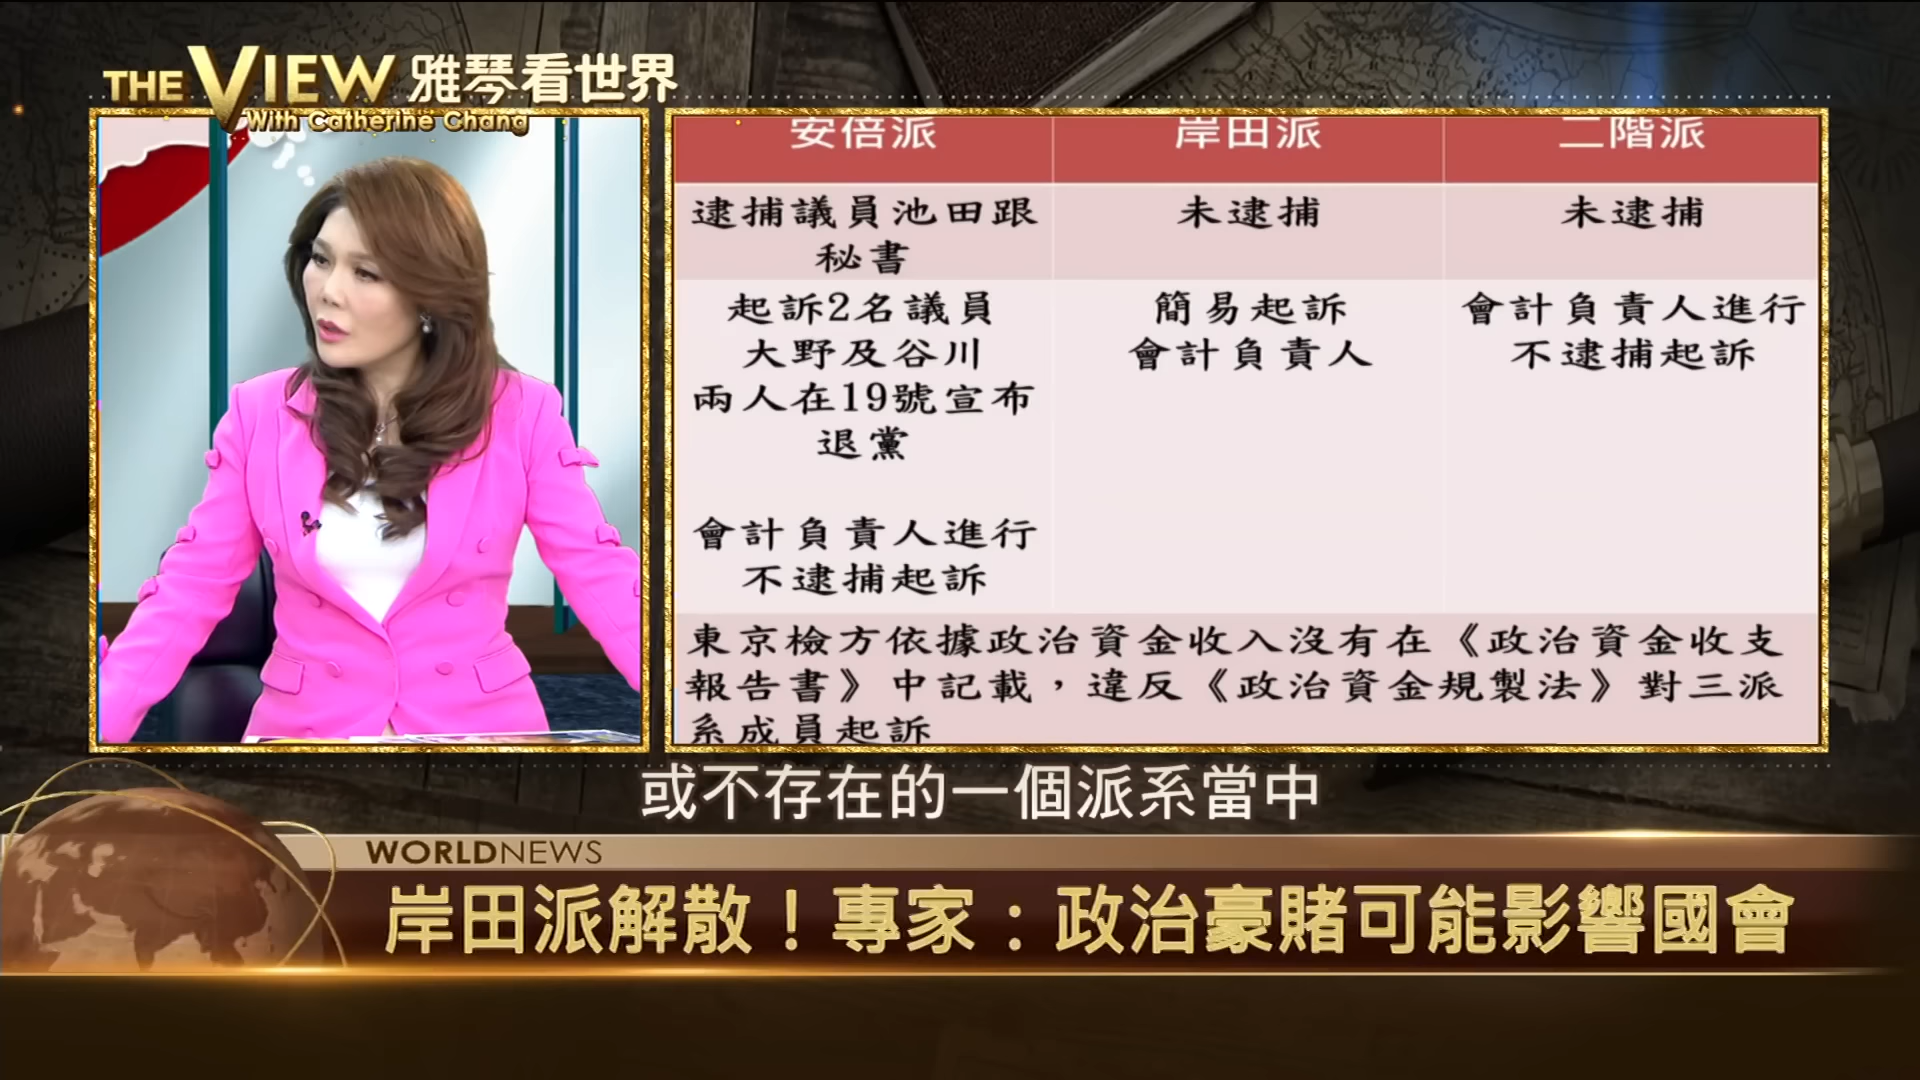 THE VIEW 雅琴看世界
With Catherine Chang
安倍派
岸田派
二階派
逮捕議員池田跟
秘書
未逮捕
未逮捕
起訴2名議員
大野及谷川
兩人在19號宣布
退黨
會計負責人進行
不逮捕起訴
簡易起訴
會計負責人
會計負責人進行
不逮捕起訴
東京檢方依據政治資金收入沒有在《政治資金收支
報告書》中記載，違反《政治資金規製法》對三派
系成員起訴
或不存在的一個派系當中
WORLDNEWS
岸田派解散！專家：政治豪賭可能影響國會